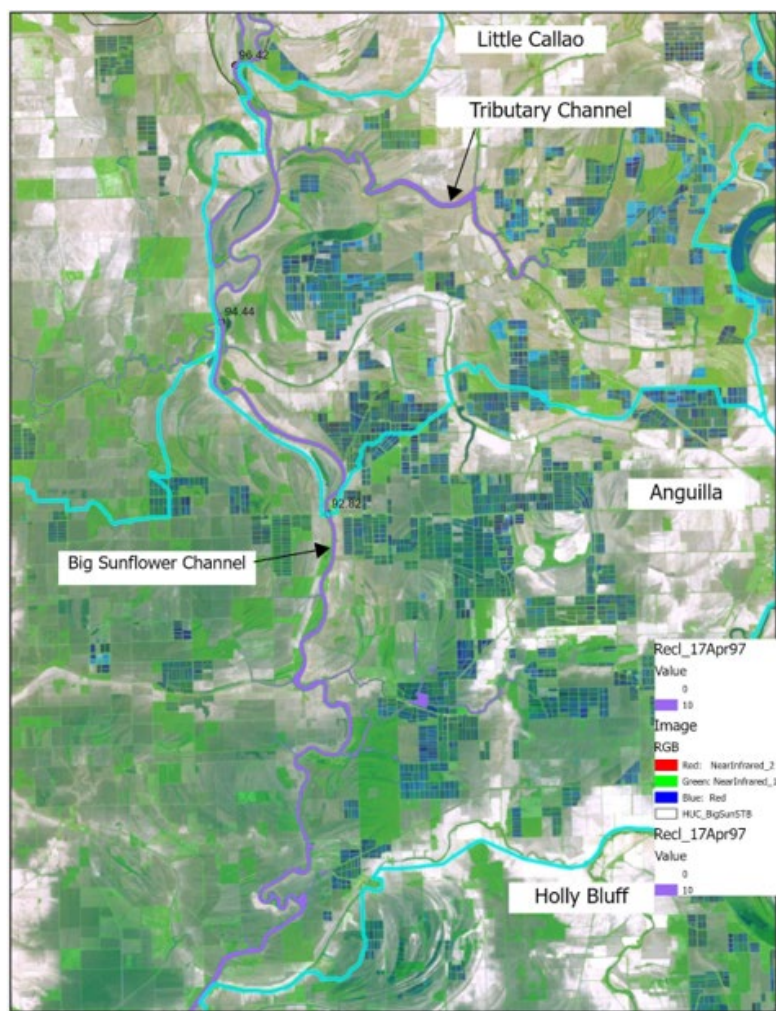 Little Callao
96.42
Tributary Channel
94.44
Anguilla
92.82
Big Sunflower Channel
Recl_17Apr97
Value
0
10
Image
RGB
Red: NearInfrared_2
Green: NearInfrared_1
Blue: Red
HUC_BigSunSTB
Recl_17Apr97
Value
0
10
Holly Bluff